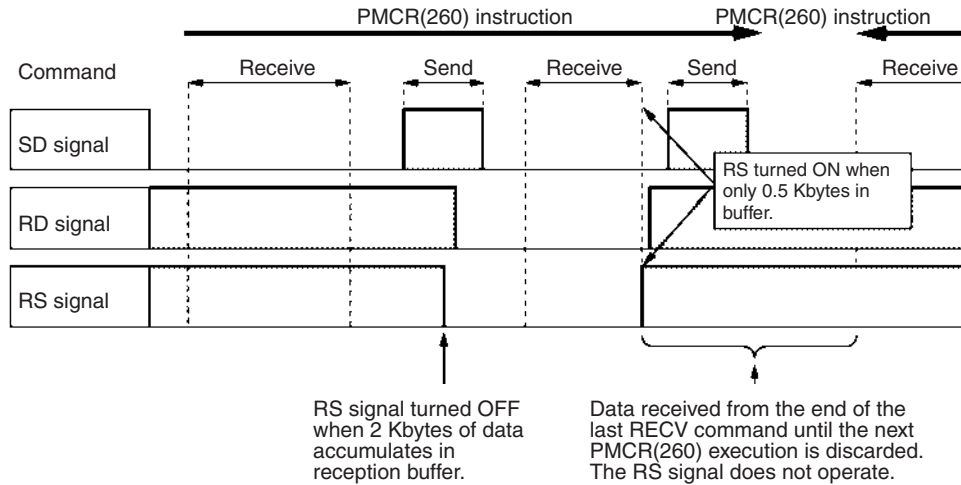 PMCR(260) instruction
PMCR(260) instruction
Command
Receive
Send
Receive
Send
Receive
SD signal
RS turned ON when
only 0.5 Kbytes in
buffer.
RD signal
RS signal
RS signal turned OFF
when 2 Kbytes of data
accumulates in
reception buffer.
Data received from the end of the
last RECV command until the next
PMCR(260) execution is discarded.
The RS signal does not operate.